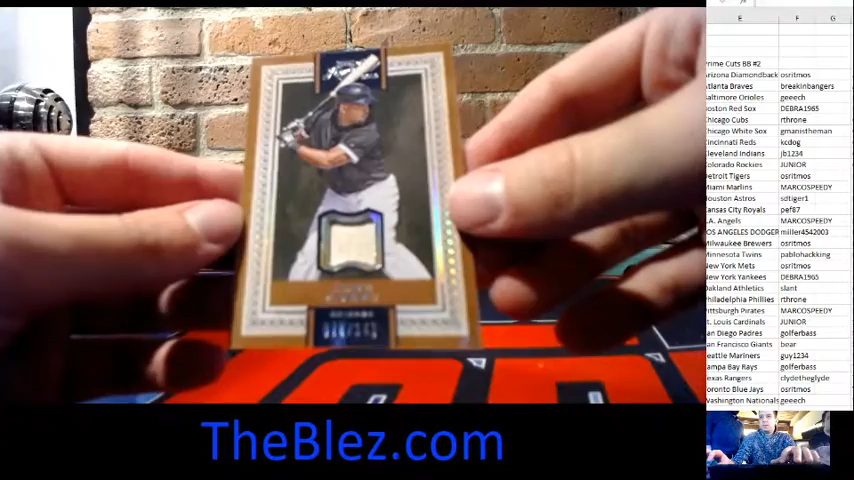 E F G
Prime Cuts BB #2
Arizona Diamondback osritmos
Atlanta Braves breakinbangers
Baltimore Orioles geeech
Boston Red Sox DEBRA1965
Chicago Cubs rthrone
Chicago White Sox gmanistheman
Cincinnati Reds kcdog
Cleveland Indians jb1234
Colorado Rockies JUNIOR
Detroit Tigers osritmos
Miami Marlins MARCOSPEEDY
Houston Astros sdtiger1
Kansas City Royals pef87
L.A. Angels MARCOSPEEDY
LOS ANGELES DODGER miller4542003
Milwaukee Brewers osritmos
Minnesota Twins pablohackking
New York Mets osritmos
New York Yankees DEBRA1965
Oakland Athletics slant
Philadelphia Phillies rthrone
Pittsburgh Pirates MARCOSPEEDY
St. Louis Cardinals JUNIOR
San Diego Padres golferbass
San Francisco Giants bear
Seattle Mariners guy1234
Tampa Bay Rays golferbass
Texas Rangers clydetheglyde
Toronto Blue Jays osritmos
Washington Nationals geeech
TheBlez.com